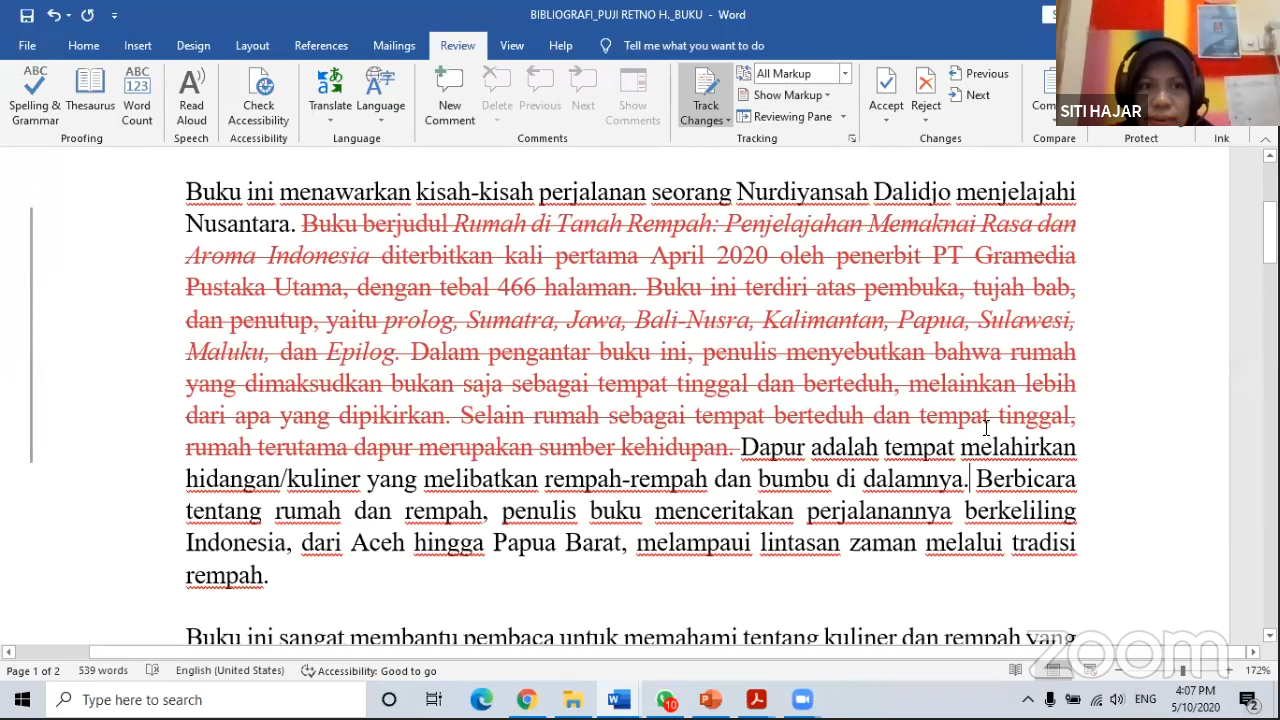 BIBLIOGRAFI_PUJI RETNO H._BUKU - Word
File Home Insert Design Layout References Mailings Review View Help Tell me what you want to do
Spelling & Grammar
Thesaurus
Word Count
Read Aloud
Check Accessibility
Translate
Language
New Comment
Delete
Previous
Next
Show Comments
Track Changes
All Markup
Show Markup
Reviewing Pane
Accept
Reject
Previous
Next
SITI HAJAR
Proofing Speech Accessibility Language Comments Tracking Changes Compare Protect Ink
Buku ini menawarkan kisah-kisah perjalanan seorang Nurdiyansah Dalidjo menjelajahi
Nusantara. Buku berjudul Rumah di Tanah Rempah: Penjelajahan Memaknai Rasa dan
Aroma Indonesia diterbitkan kali pertama April 2020 oleh penerbit PT Gramedia
Pustaka Utama, dengan tebal 466 halaman. Buku ini terdiri atas pembuka, tujah bab,
dan penutup, yaitu prolog, Sumatra, Jawa, Bali-Nusra, Kalimantan, Papua, Sulawesi,
Maluku, dan Epilog. Dalam pengantar buku ini, penulis menyebutkan bahwa rumah
yang dimaksudkan bukan saja sebagai tempat tinggal dan berteduh, melainkan lebih
dari apa yang dipikirkan. Selain rumah sebagai tempat berteduh dan tempat tinggal,
rumah terutama dapur merupakan sumber kehidupan. Dapur adalah tempat melahirkan
hidangan/kuliner yang melibatkan rempah-rempah dan bumbu di dalamnya. Berbicara
tentang rumah dan rempah, penulis buku menceritakan perjalanannya berkeliling
Indonesia, dari Aceh hingga Papua Barat, melampaui lintasan zaman melalui tradisi
rempah.
Buku ini sangat membantu pembaca untuk memahami tentang kuliner dan rempah yang
zoom
Page 1 of 2 539 words English (United States) Accessibility: Good to go 172%
Type here to search
10
ENG
4:07 PM
5/10/2020
2